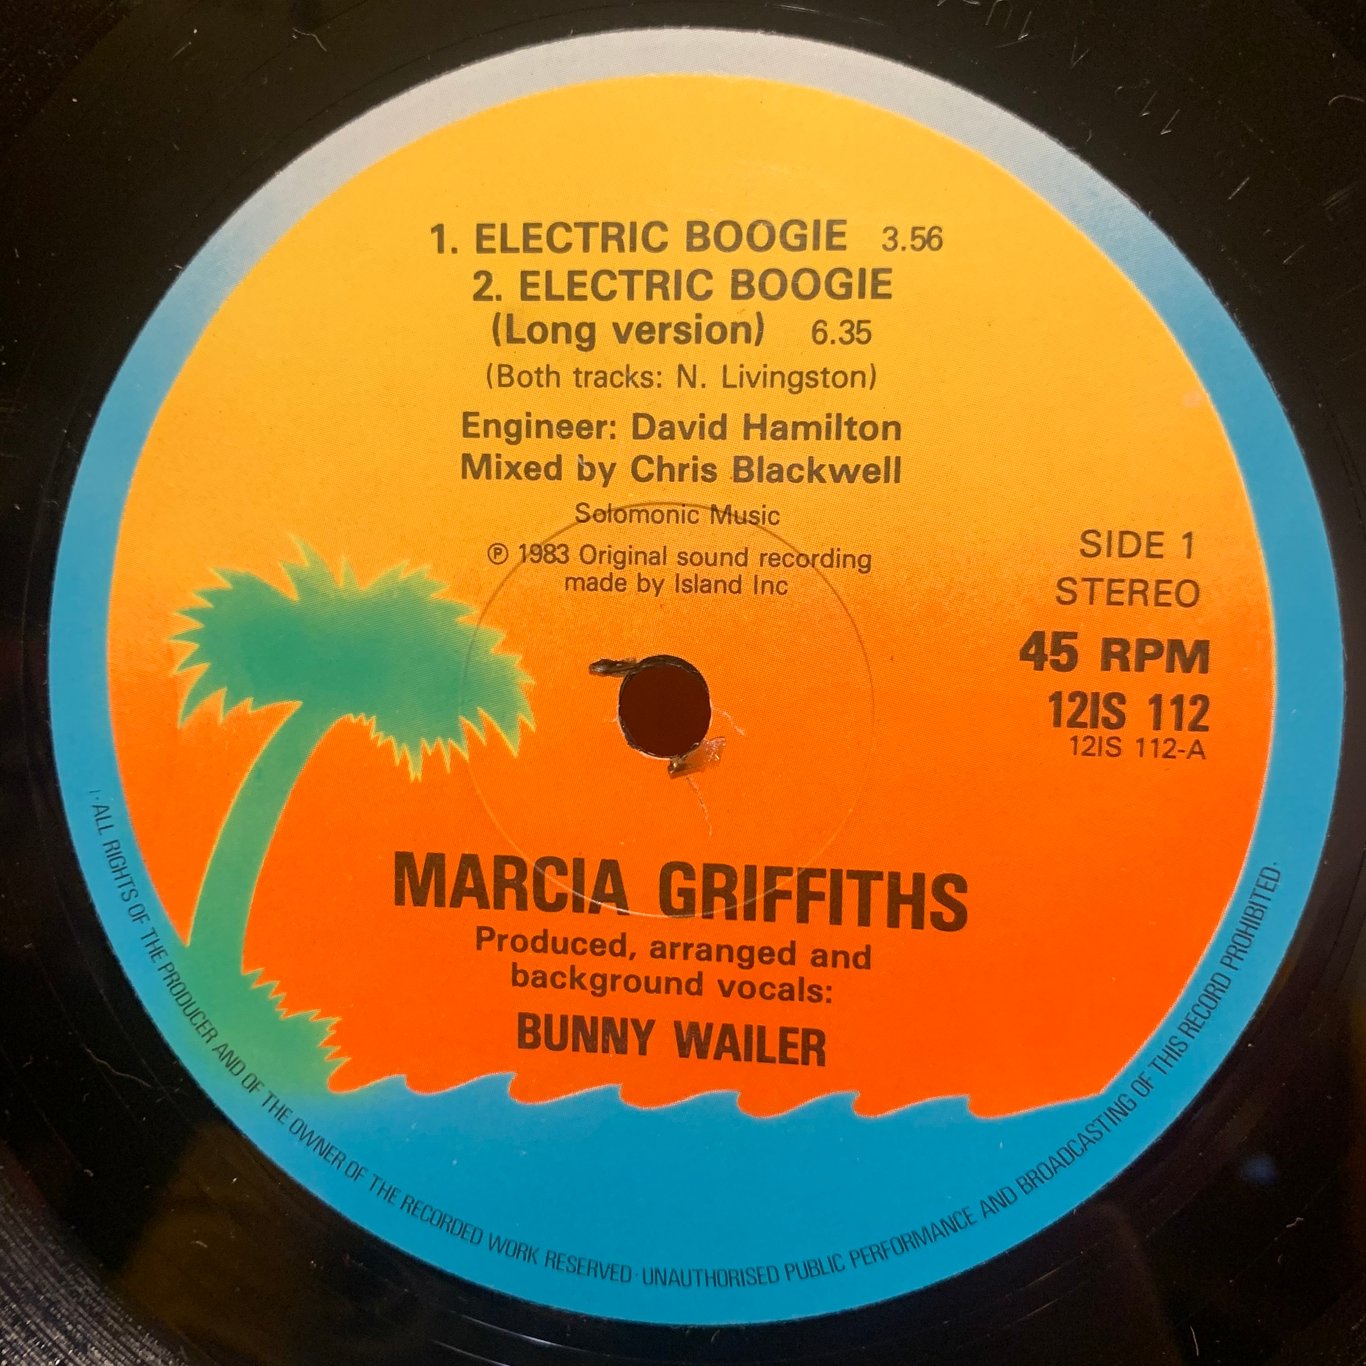 1. ELECTRIC BOOGIE 3.56
2. ELECTRIC BOOGIE
(Long version) 6.35
(Both tracks: N. Livingston)
Engineer: David Hamilton
Mixed by Chris Blackwell
Solomonic Music
℗ 1983 Original sound recording
made by Island Inc
SIDE 1
STEREO
45 RPM
12IS 112
12IS 112-A
MARCIA GRIFFITHS
Produced, arranged and
background vocals:
BUNNY WAILER
·ALL RIGHTS OF THE PRODUCER AND OF THE OWNER OF THE RECORDED WORK RESERVED·UNAUTHORISED PUBLIC PERFORMANCE AND BROADCASTING OF THIS RECORD PROHIBITED.